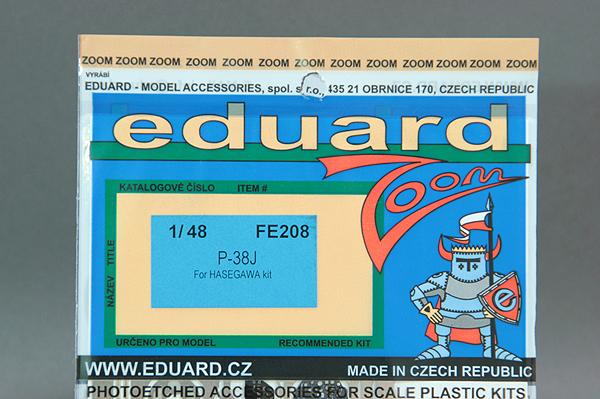 ZOOM ZOOM ZOOM ZOOM ZOOM ZOOM ZOOM ZOOM ZOOM ZOOM ZOOM ZOOM
VYRÁBÍ
EDUARD - MODEL ACCESSORIES, spol. s r.o., 435 21 OBRNICE 170, CZECH REPUBLIC
eduard
Zoom
KATALOGOVÉ ČÍSLO ITEM #
NÁZEV TITLE
1/48 FE208
P-38J
For HASEGAWA kit
e
URČENO PRO MODEL RECOMMENDED KIT
WWW.EDUARD.CZ MADE IN CZECH REPUBLIC
PHOTOETCHED ACCESSORIES FOR SCALE PLASTIC KITS